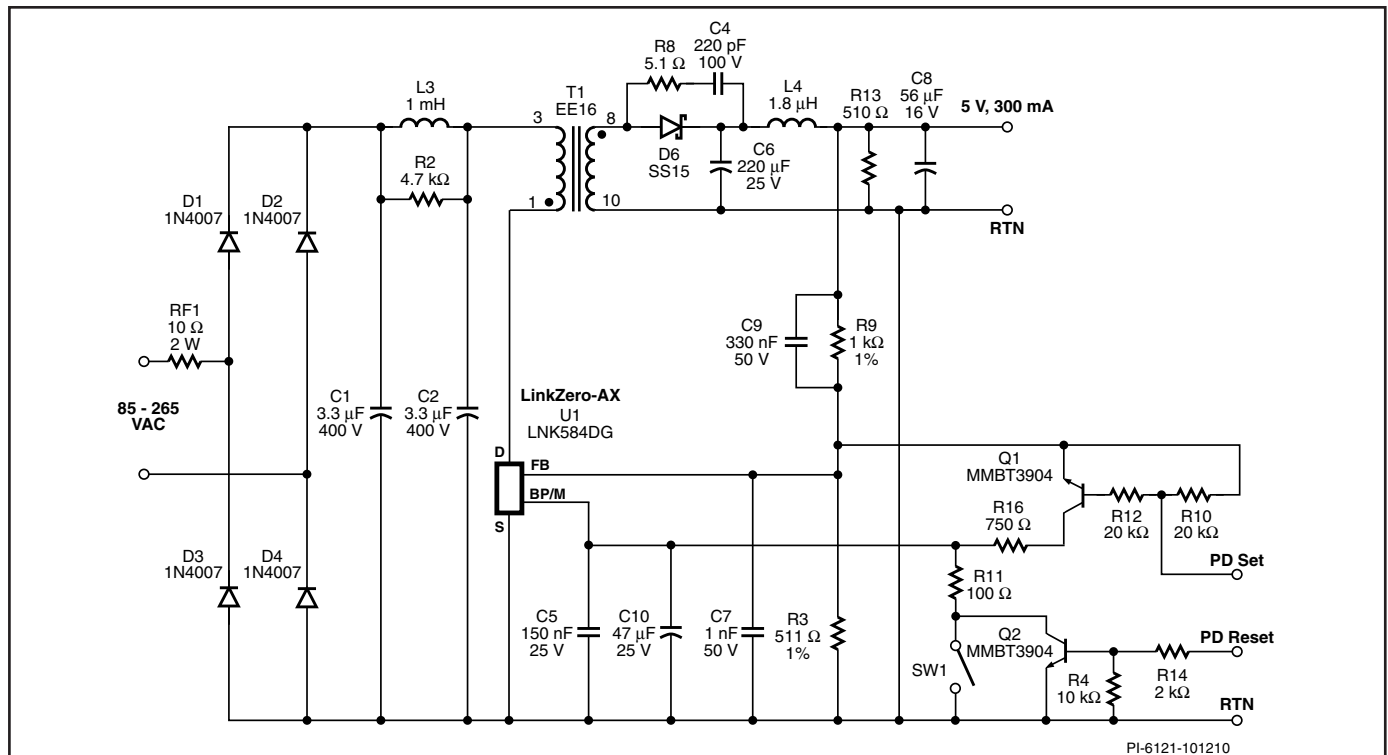 C4
220 pF
100 V
R8
5.1 Ω
L3
1 mH
T1
EE16
3
8
1
10
L4
1.8 µH
R13
510 Ω
C8
56 µF
16 V
5 V, 300 mA
R2
4.7 kΩ
D6
SS15
C6
220 µF
25 V
RTN
D1
1N4007
D2
1N4007
RF1
10 Ω
2 W
85 - 265
VAC
C1
3.3 µF
400 V
C2
3.3 µF
400 V
C9
330 nF
50 V
R9
1 kΩ
1%
LinkZero-AX
U1
LNK584DG
D
FB
BP/M
S
Q1
MMBT3904
R16
750 Ω
R12
20 kΩ
R10
20 kΩ
PD Set
D3
1N4007
D4
1N4007
C5
150 nF
25 V
C10
47 µF
25 V
C7
1 nF
50 V
R3
511 Ω
1%
R11
100 Ω
SW1
Q2
MMBT3904
PD Reset
R14
2 kΩ
R4
10 kΩ
RTN
PI-6121-101210